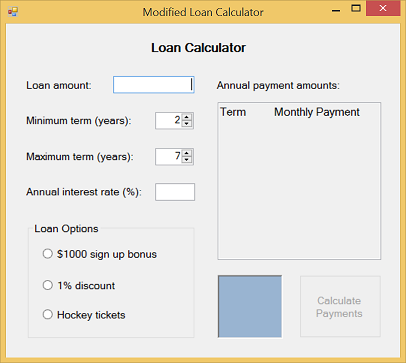 Modified Loan Calculator
Loan Calculator
Loan amount:
Annual payment amounts:
Minimum term (years): 2
Maximum term (years): 7
Annual interest rate (%):
Term Monthly Payment
Loan Options
$1000 sign up bonus
1% discount
Hockey tickets
Calculate
Payments